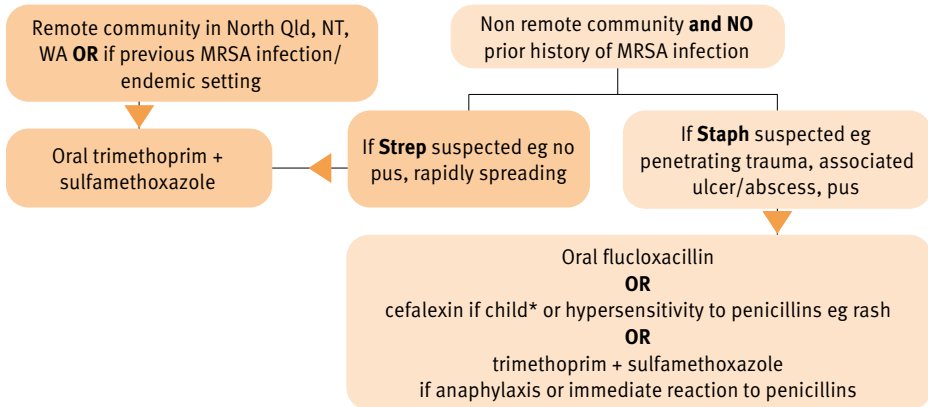 Remote community in North Qld, NT,
WA OR if previous MRSA infection/
endemic setting
Non remote community and NO
prior history of MRSA infection
Oral trimethoprim +
sulfamethoxazole
If Strep suspected eg no
pus, rapidly spreading
If Staph suspected eg
penetrating trauma, associated
ulcer/abscess, pus
Oral flucloxacillin
OR
cefalexin if child* or hypersensitivity to penicillins eg rash
OR
trimethoprim + sulfamethoxazole
if anaphylaxis or immediate reaction to penicillins